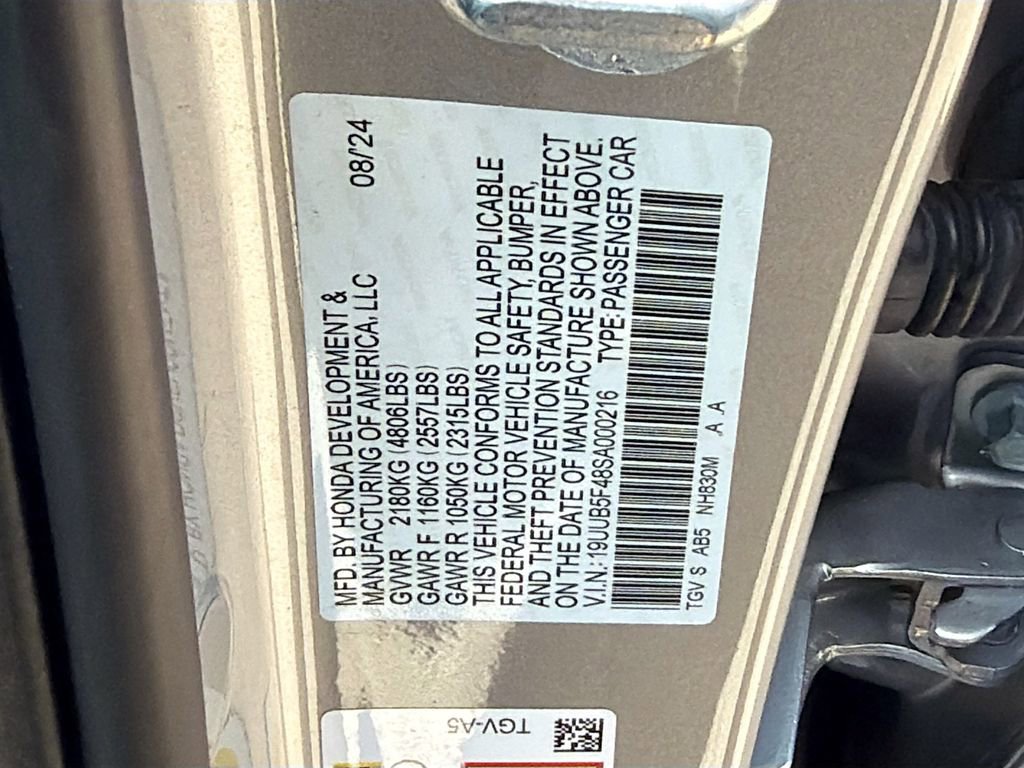 MFD. BY HONDA DEVELOPMENT &
MANUFACTURING OF AMERICA, LLC 08/24
GVWR 2180KG (4806LBS)
GAWR F 1160KG (2557LBS)
GAWR R 1050KG (2315LBS)
THIS VEHICLE CONFORMS TO ALL APPLICABLE
FEDERAL MOTOR VEHICLE SAFETY, BUMPER,
AND THEFT PREVENTION STANDARDS IN EFFECT
ON THE DATE OF MANUFACTURE SHOWN ABOVE.
V.I.N.: 19UUB5F48SA000216 TYPE: PASSENGER CAR
TGV S AB5 NH830M A A
TGV-A5